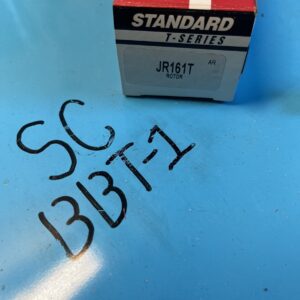 STANDARD
T-SERIES
JR161T AR
ROTOR
SC
BBT-1